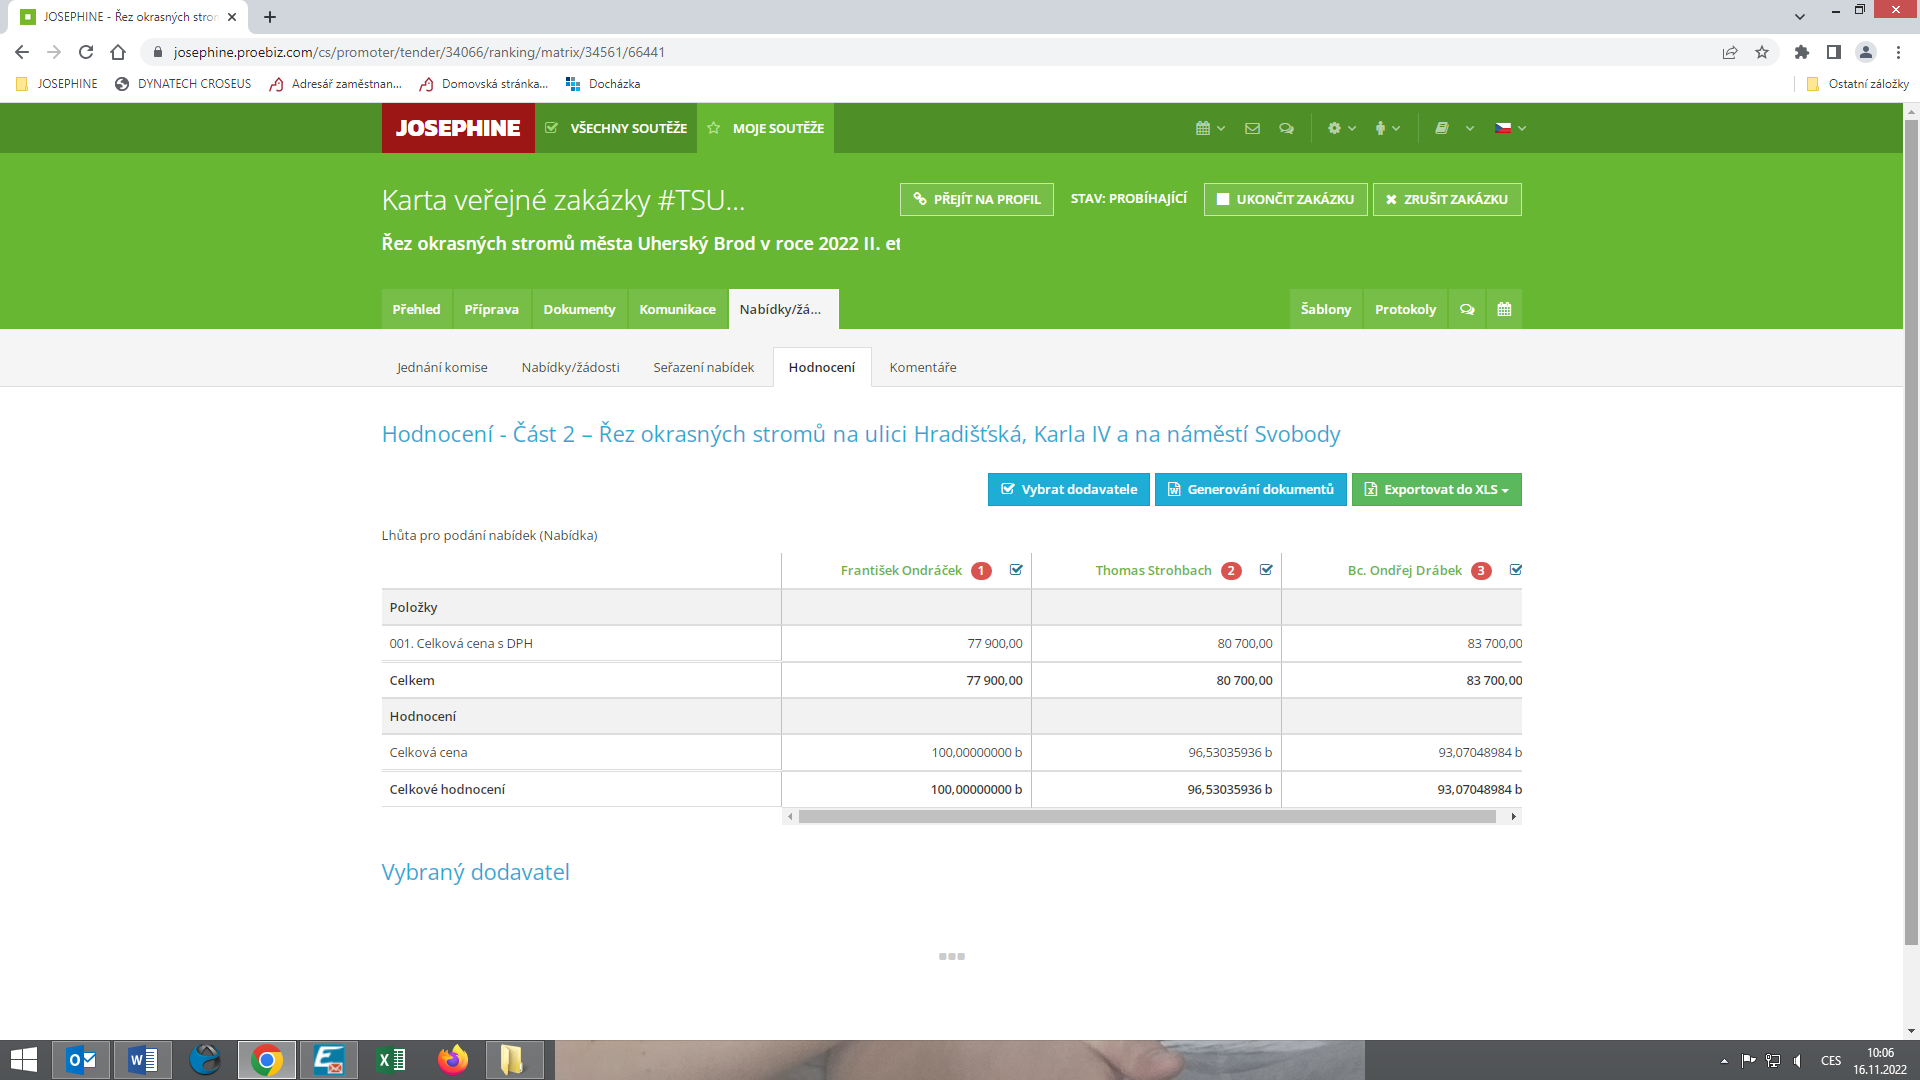 JOSEPHINE - Řez okrasných stron
josephine.proebiz.com/cs/promoter/tender/34066/ranking/matrix/34561/66441
JOSEPHINE DYNATECH CROSEUS Adresář zaměstnan... Domovská stránka... Docházka Ostatní záložky
JOSEPHINE VŠECHNY SOUTĚŽE MOJE SOUTĚŽE
Karta veřejné zakázky #TSU... PŘEJÍT NA PROFIL STAV: PROBÍHAJÍCÍ UKONČIT ZAKÁZKU ZRUŠIT ZAKÁZKU
Řez okrasných stromů města Uherský Brod v roce 2022 II. et
Přehled Příprava Dokumenty Komunikace Nabídky/žá... Šablony Protokoly
Jednání komise Nabídky/žádosti Seřazení nabídek Hodnocení Komentáře
Hodnocení - Část 2 – Řez okrasných stromů na ulici Hradišťská, Karla IV a na náměstí Svobody
Vybrat dodavatele Generování dokumentů Exportovat do XLS
Lhůta pro podání nabídek (Nabídka)
František Ondráček 1 Thomas Strohbach 2 Bc. Ondřej Drábek 3
Položky
001. Celková cena s DPH 77 900,00 80 700,00 83 700,00
Celkem 77 900,00 80 700,00 83 700,00
Hodnocení
Celková cena 100,00000000 b 96,53035936 b 93,07048984 b
Celkové hodnocení 100,00000000 b 96,53035936 b 93,07048984 b
Vybraný dodavatel
CES 10:06
16.11.2022